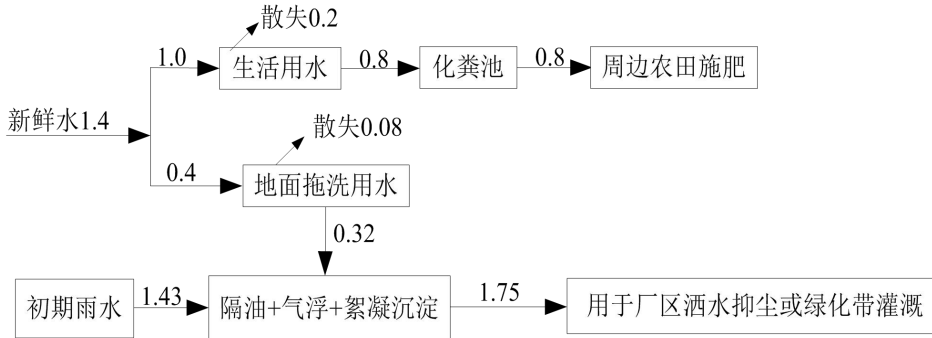 散失0.2
1.0
生活用水
0.8
化粪池
0.8
周边农田施肥
新鲜水1.4
散失0.08
0.4
地面拖洗用水
0.32
初期雨水
1.43
隔油+气浮+絮凝沉淀
1.75
用于厂区洒水抑尘或绿化带灌溉